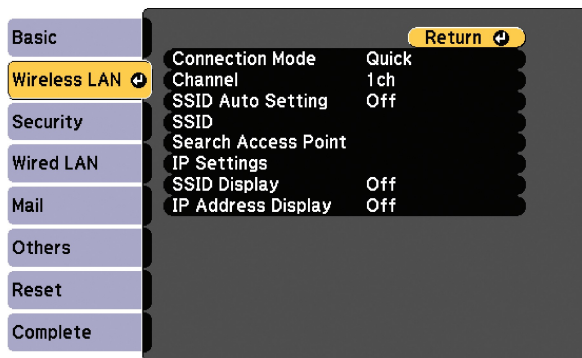 Basic
Wireless LAN
Security
Wired LAN
Mail
Others
Reset
Complete
Return
Connection Mode Quick
Channel 1ch
SSID Auto Setting Off
SSID
Search Access Point
IP Settings
SSID Display Off
IP Address Display Off